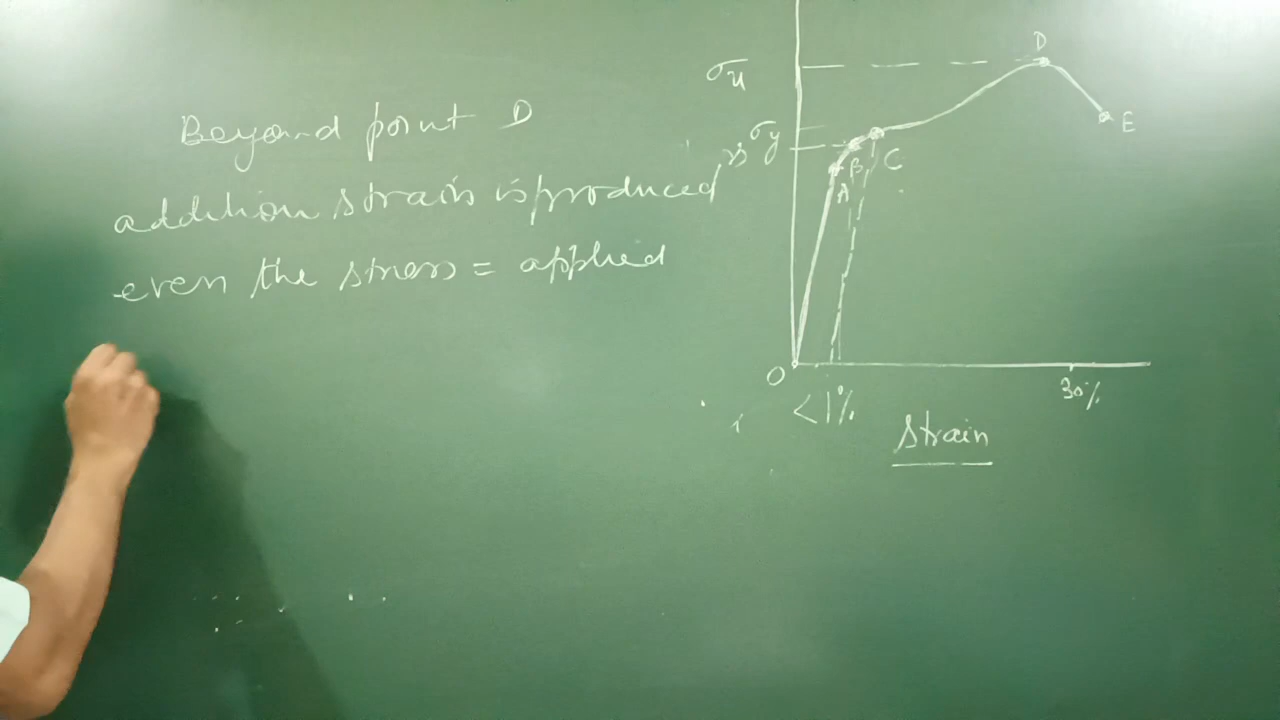 Beyond point D
addition strain is produced
even the stress = applied
D
σu
E
σy
B
C
A
O
<1%
30%
Strain